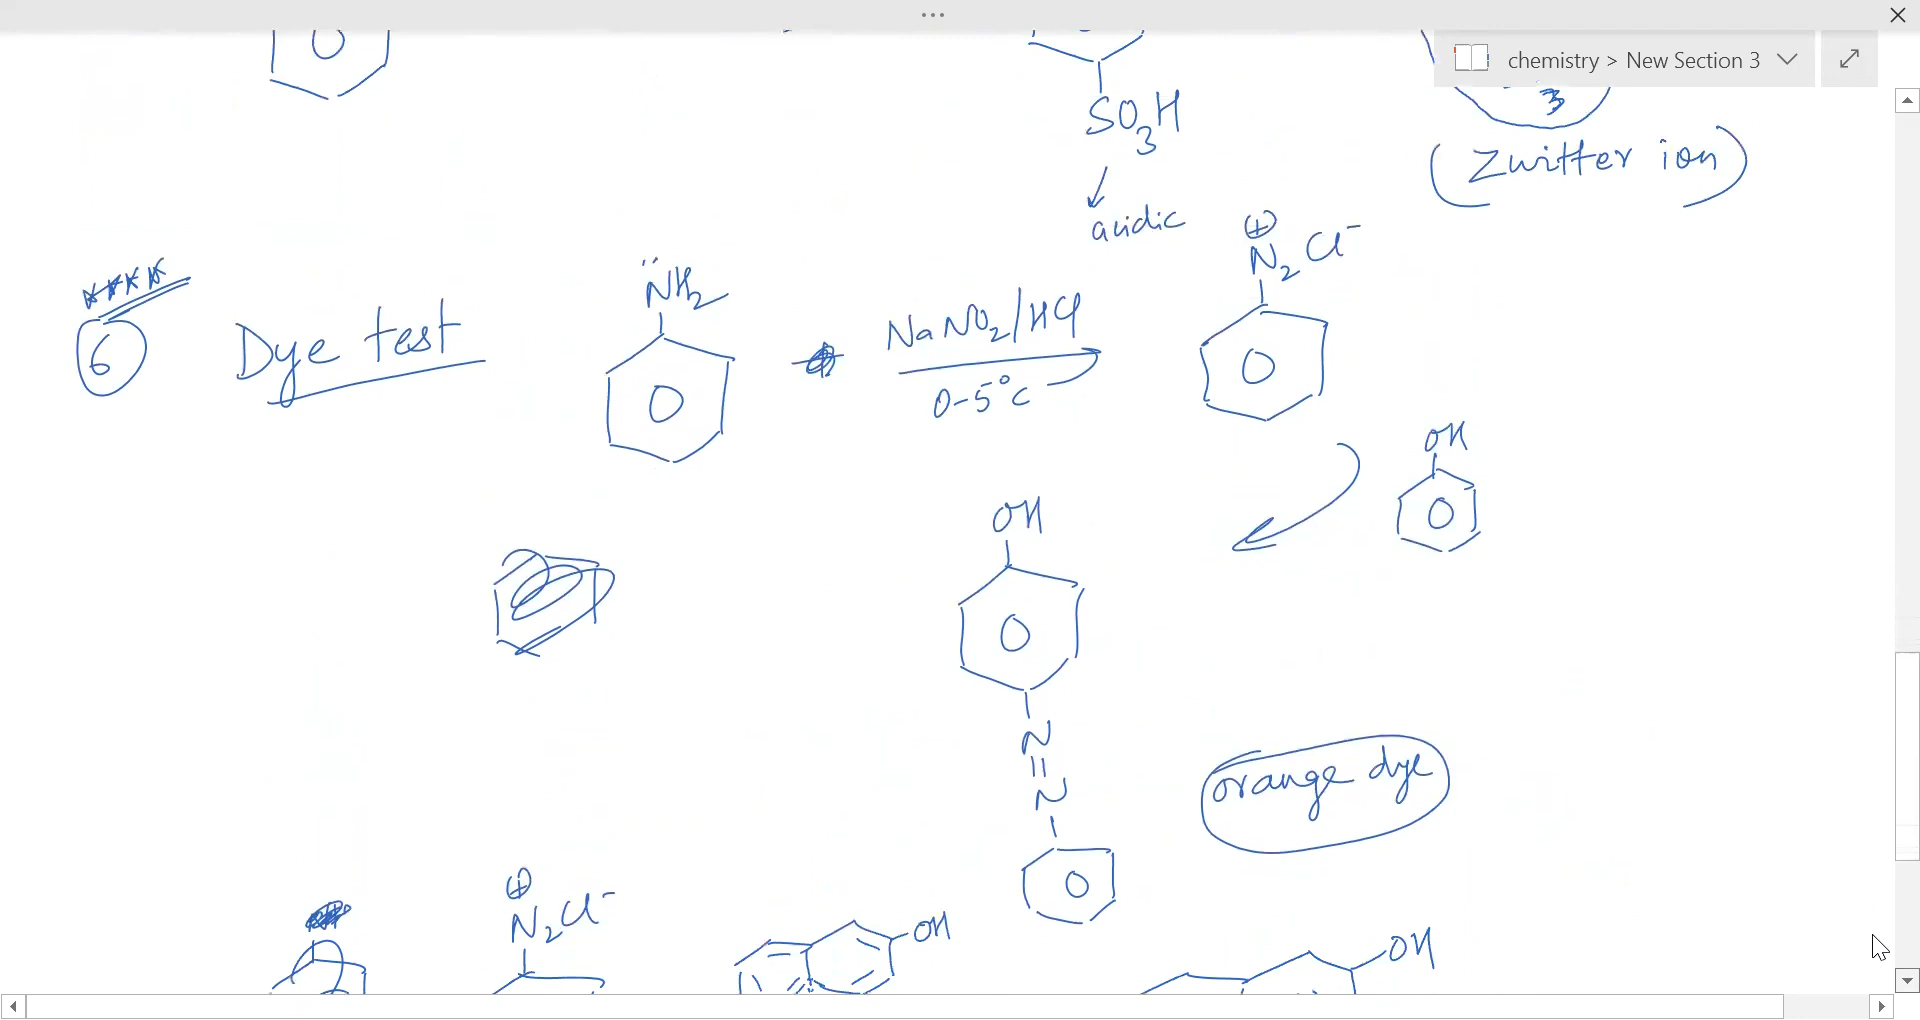 chemistry > New Section 3
SO3H
3
(Zwitter ion)
acidic
6
Dye test
NH2
NaNO2/HCl
0-5°C
⊕
N2Cl-
OH
OH
N
N
orange dye
⊕
N2Cl-
OH
OH